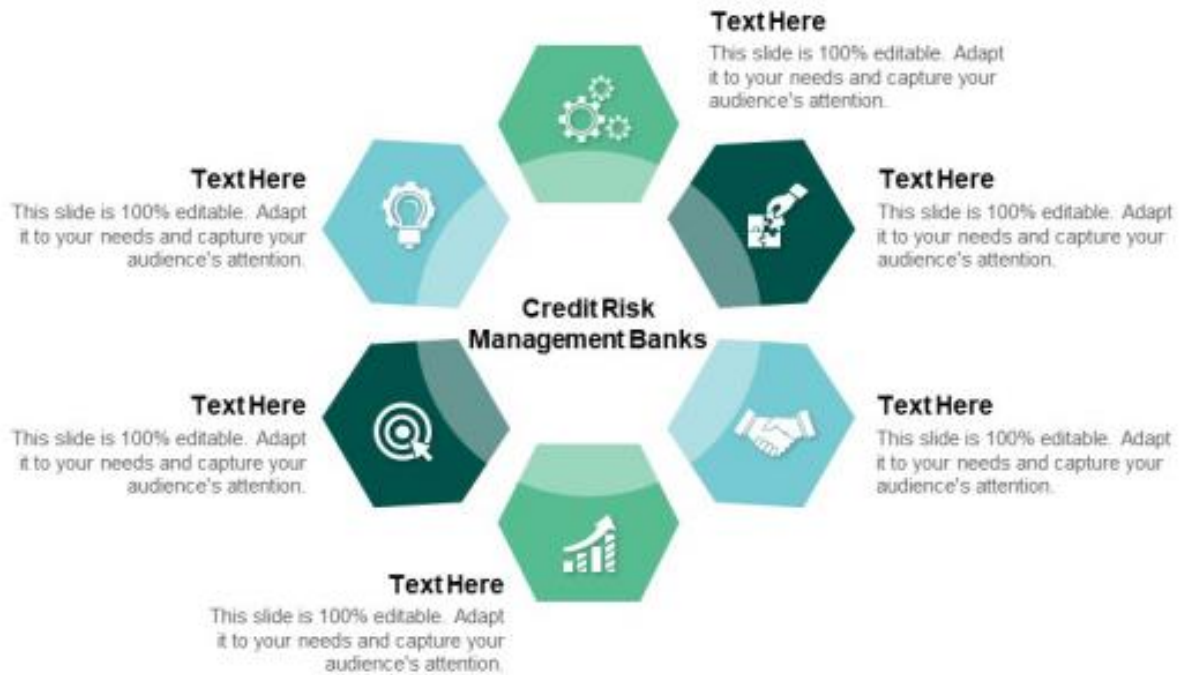 Text Here
This slide is 100% editable. Adapt
it to your needs and capture your
audience's attention.
Text Here
This slide is 100% editable. Adapt
it to your needs and capture your
audience's attention.
Text Here
This slide is 100% editable. Adapt
it to your needs and capture your
audience's attention.
Credit Risk
Management Banks
Text Here
This slide is 100% editable. Adapt
it to your needs and capture your
audience's attention.
Text Here
This slide is 100% editable. Adapt
it to your needs and capture your
audience's attention.
Text Here
This slide is 100% editable. Adapt
it to your needs and capture your
audience's attention.